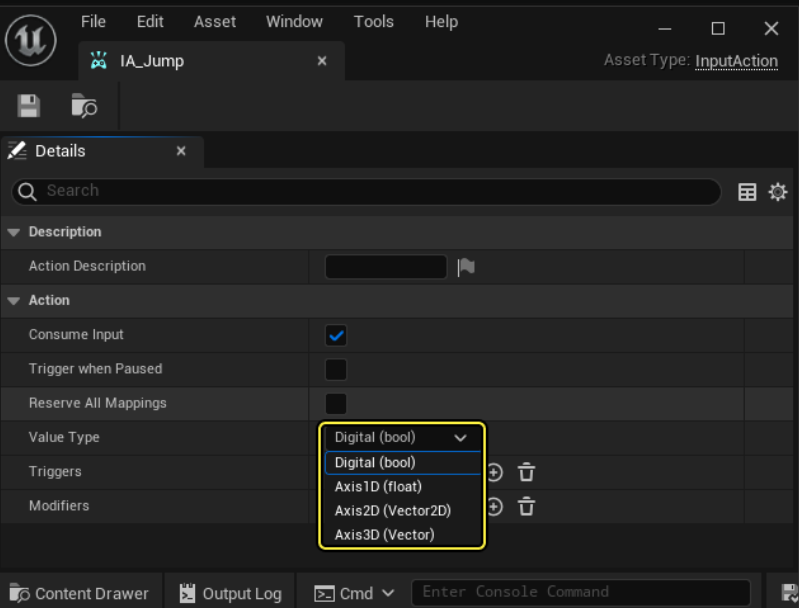 File Edit Asset Window Tools Help
IA_Jump
Asset Type: InputAction
Details
Search
Description
Action Description
Action
Consume Input
Trigger when Paused
Reserve All Mappings
Value Type Digital (bool)
Digital (bool)
Triggers
Axis1D (float)
Axis2D (Vector2D)
Modifiers
Axis3D (Vector)
Content Drawer Output Log Cmd Enter Console Command